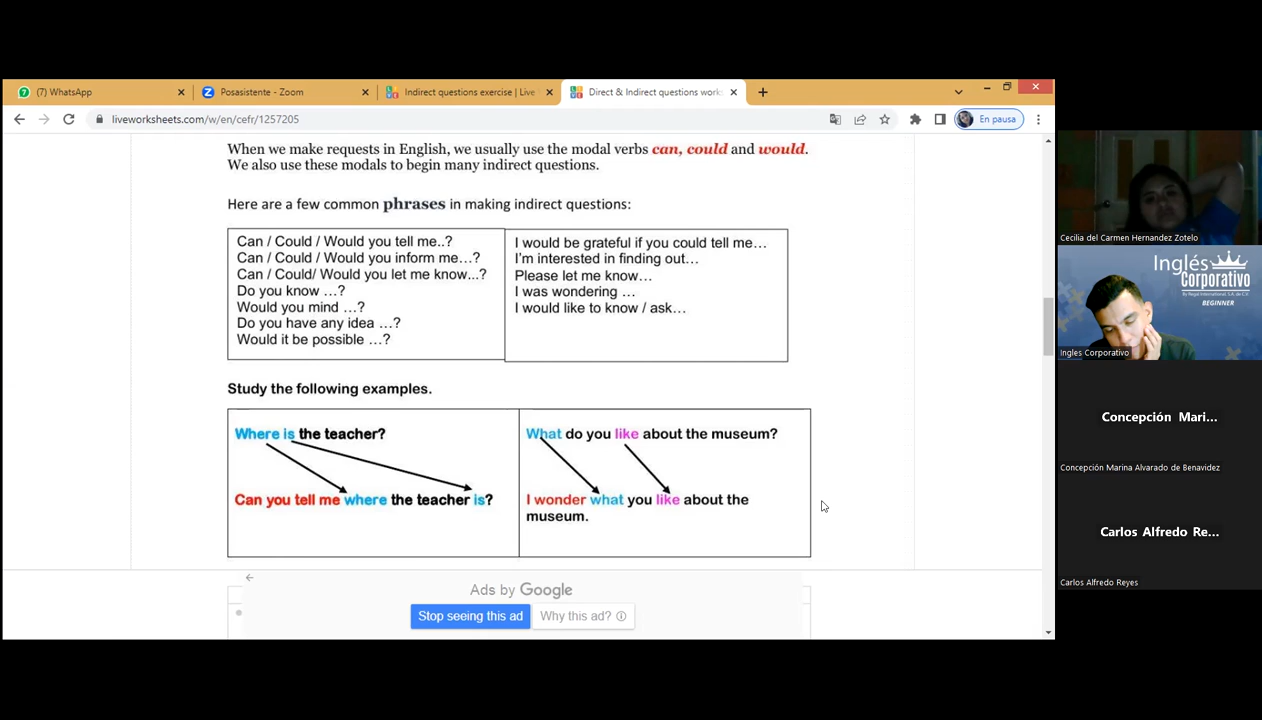 (7) WhatsApp
Posasistente - Zoom
Indirect questions exercise | Live
Direct & Indirect questions work
liveworksheets.com/w/en/cefr/1257205
En pausa
When we make requests in English, we usually use the modal verbs can, could and would.
We also use these modals to begin many indirect questions.
Here are a few common phrases in making indirect questions:
Can / Could / Would you tell me..?
Can / Could / Would you inform me…?
Can / Could/ Would you let me know...?
Do you know …?
Would you mind …?
Do you have any idea …?
Would it be possible …?
I would be grateful if you could tell me…
I'm interested in finding out…
Please let me know…
I was wondering …
I would like to know / ask…
Study the following examples.
Where is the teacher?
Can you tell me where the teacher is?
What do you like about the museum?
I wonder what you like about the
museum.
Ads by Google
Stop seeing this ad
Why this ad?
Cecilia del Carmen Hernandez Zotelo
Inglés
Corporativo
By Regal International, S.A. de C.V.
BEGINNER
Ingles Corporativo
Concepción Mari...
Concepción Marina Alvarado de Benavidez
Carlos Alfredo Re...
Carlos Alfredo Reyes